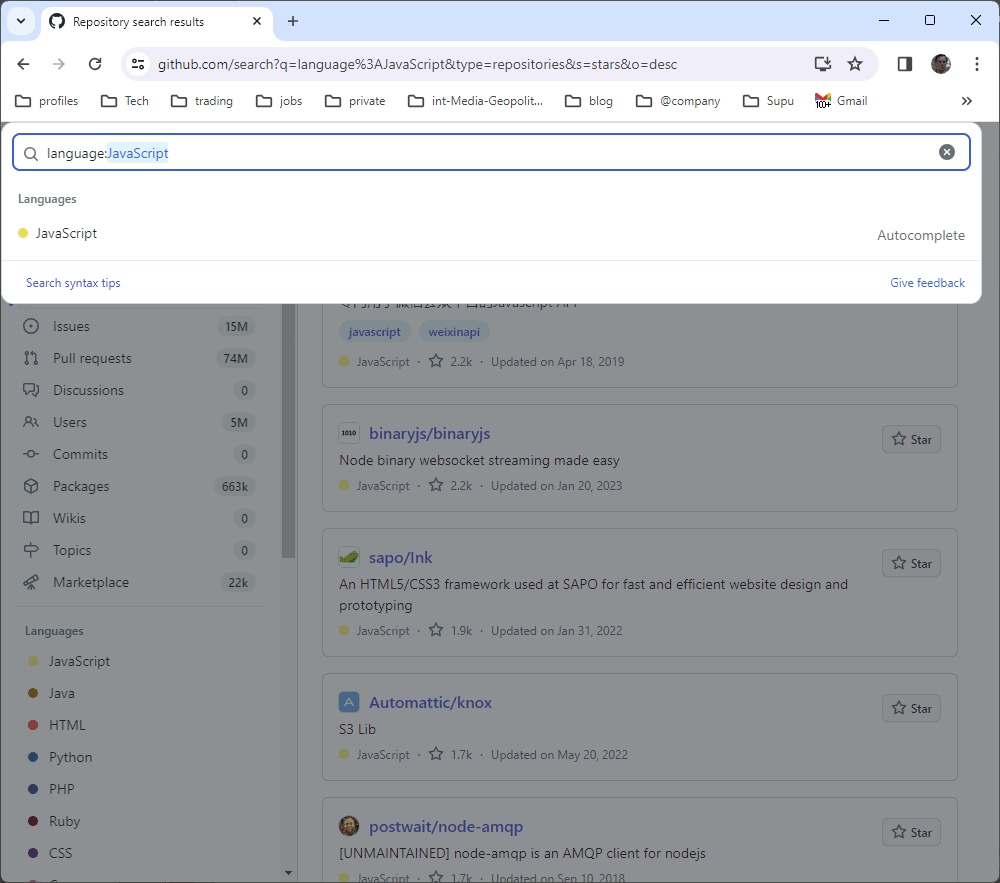 Repository search results
github.com/search?q=language%3AJavaScript&type=repositories&s=stars&o=desc
profiles Tech trading jobs private int-Media-Geopolit... blog @company Supu 100+ Gmail
language:JavaScript
Languages
JavaScript Autocomplete
Search syntax tips Give feedback
Issues 15M
Pull requests 74M
Discussions 0
Users 5M
Commits 0
Packages 663k
Wikis 0
Topics 0
Marketplace 22k
Languages
JavaScript
Java
HTML
Python
PHP
Ruby
CSS
javascript weixinapi
JavaScript · 2.2k · Updated on Apr 18, 2019
1010 binaryjs/binaryjs Star
Node binary websocket streaming made easy
JavaScript · 2.2k · Updated on Jan 20, 2023
sapo/Ink Star
An HTML5/CSS3 framework used at SAPO for fast and efficient website design and
prototyping
JavaScript · 1.9k · Updated on Jan 31, 2022
A Automattic/knox Star
S3 Lib
JavaScript · 1.7k · Updated on May 20, 2022
postwait/node-amqp Star
[UNMAINTAINED] node-amqp is an AMQP client for nodejs
JavaScript · 1.7k · Updated on Sep 10, 2018